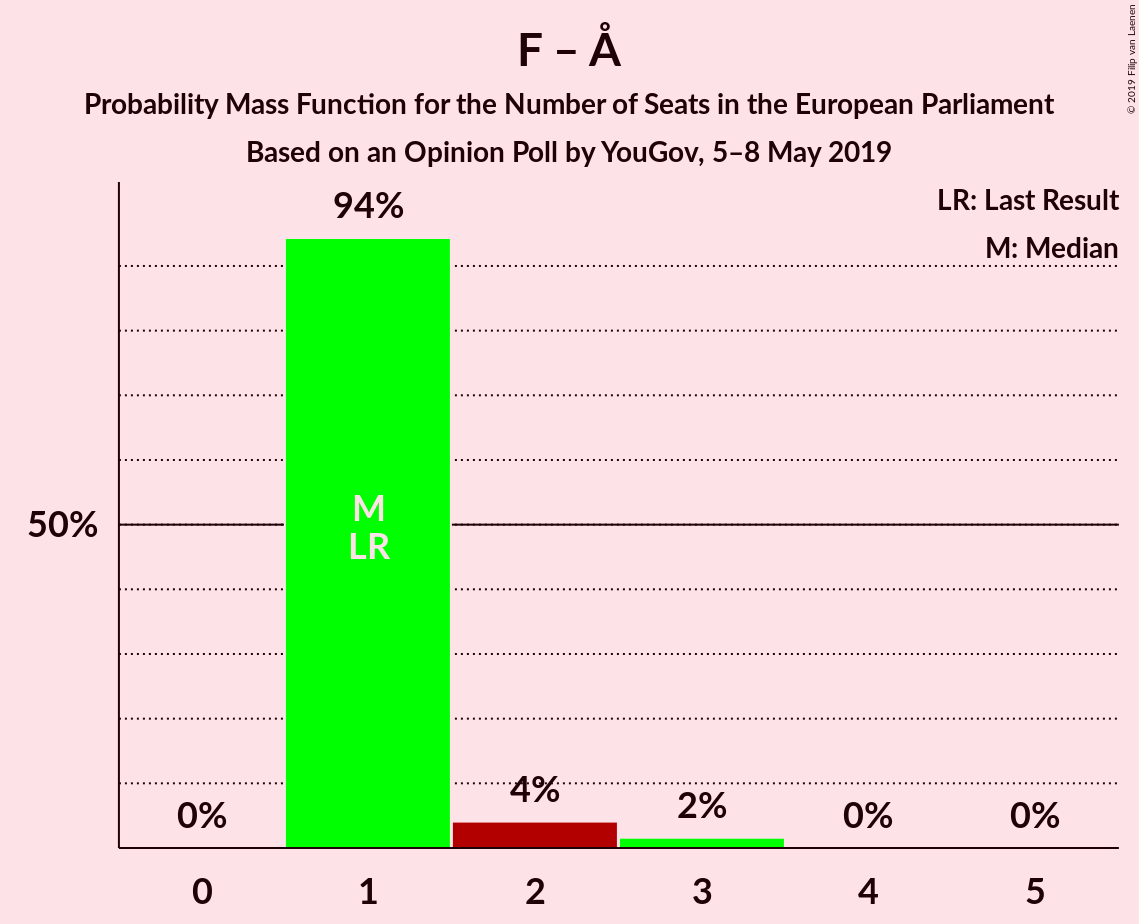 F – Å
Probability Mass Function for the Number of Seats in the European Parliament
Based on an Opinion Poll by YouGov, 5–8 May 2019
© 2019 Filip van Laenen
LR: Last Result
M: Median
94%
50%
M
LR
0%
4%
2%
0%
0%
0
1
2
3
4
5